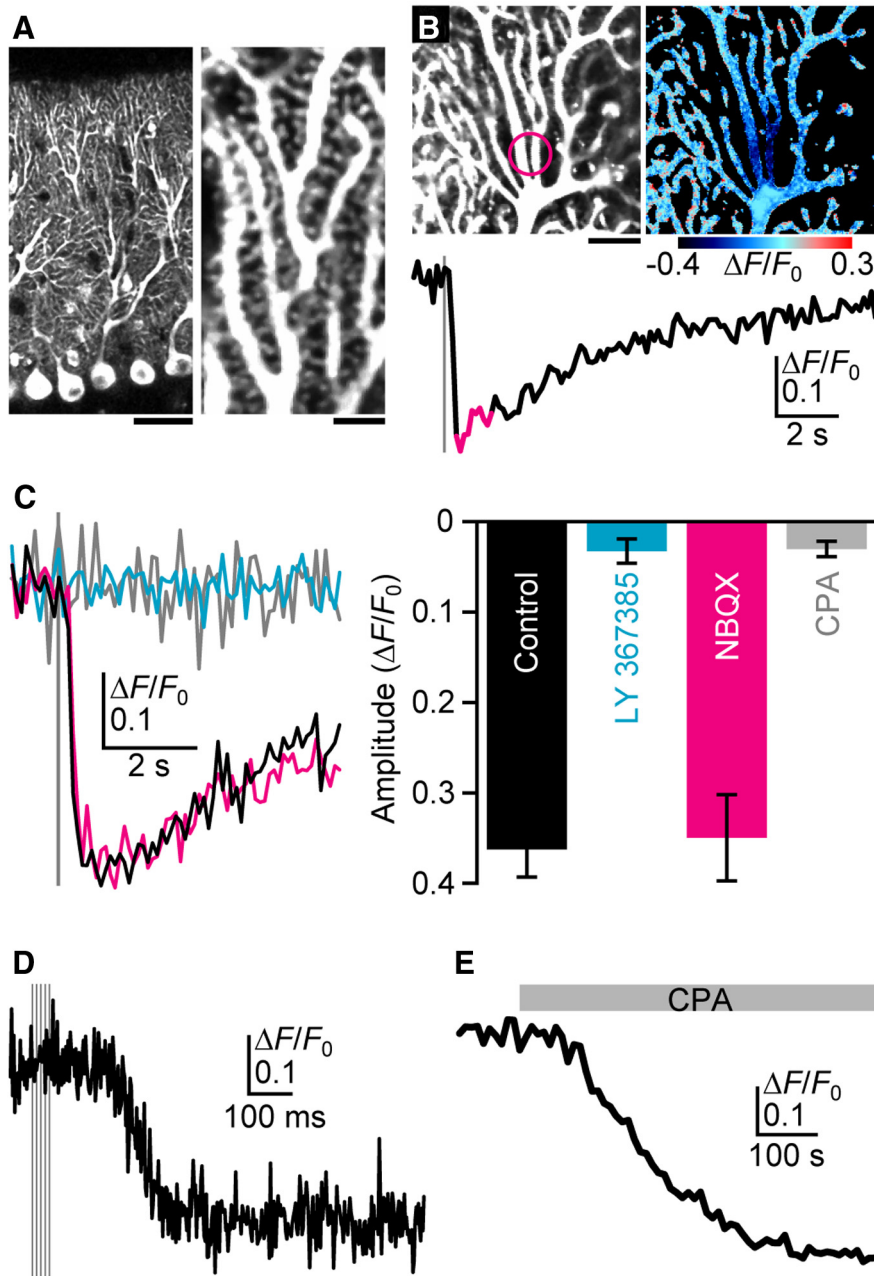 A
B
-0.4 ΔF/F0 0.3
ΔF/F0
0.1
2 s
C
ΔF/F0
0.1
2 s
Amplitude (ΔF/F0)
0
0.1
0.2
0.3
0.4
Control
LY 367385
NBQX
CPA
D
ΔF/F0
0.1
100 ms
E
CPA
ΔF/F0
0.1
100 s